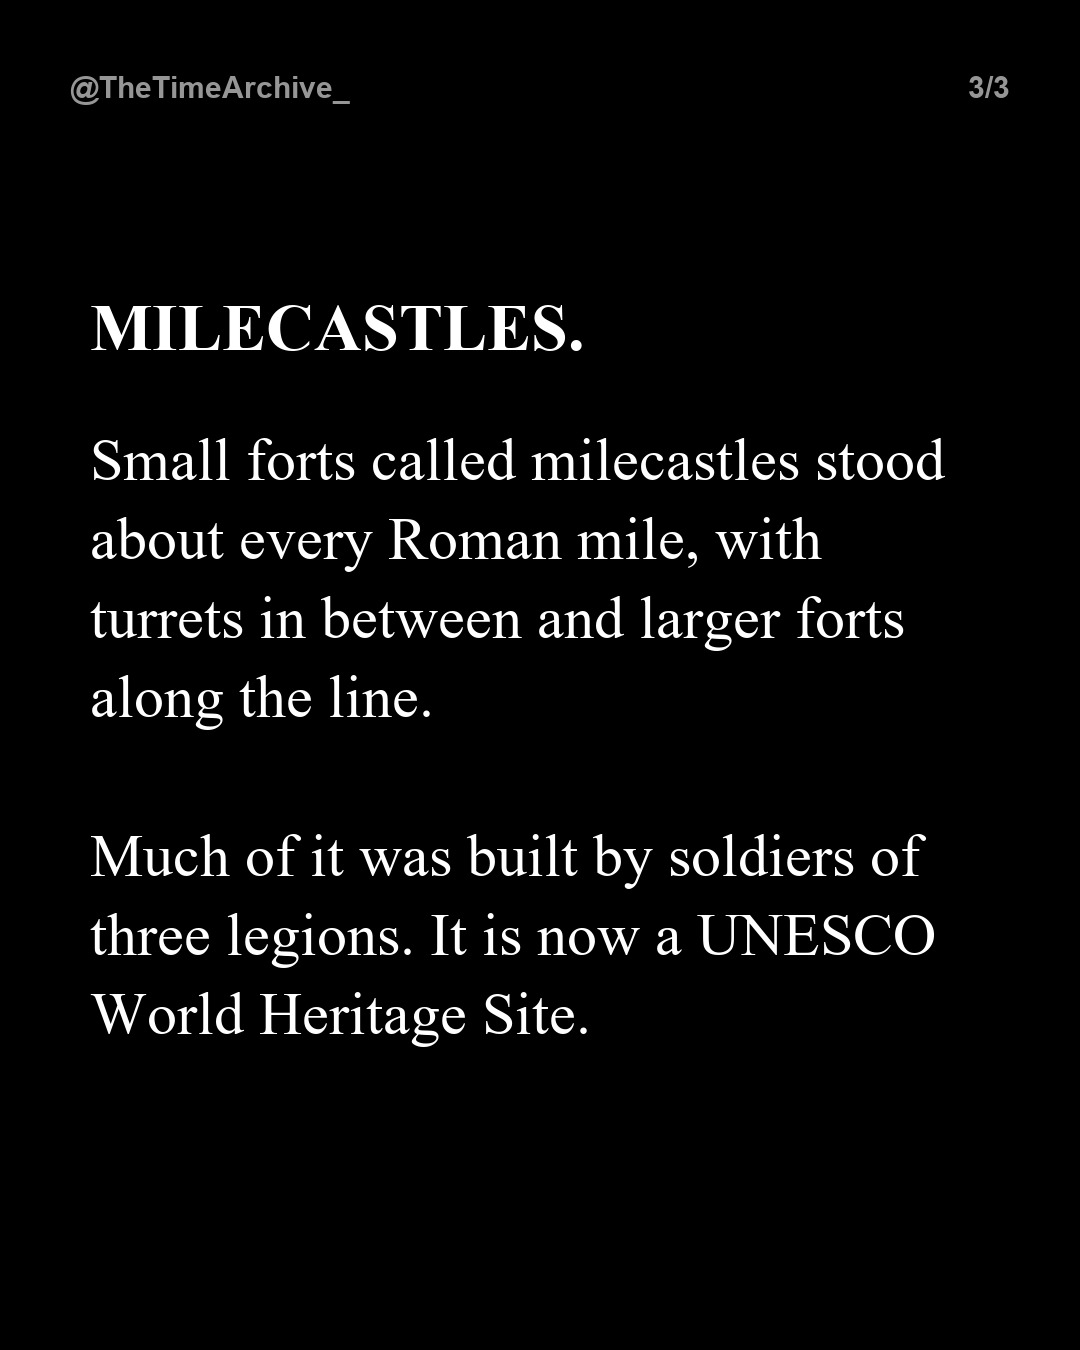 @TheTimeArchive_
3/3
MILECASTLES.
Small forts called milecastles stood
about every Roman mile, with
turrets in between and larger forts
along the line.
Much of it was built by soldiers of
three legions. It is now a UNESCO
World Heritage Site.